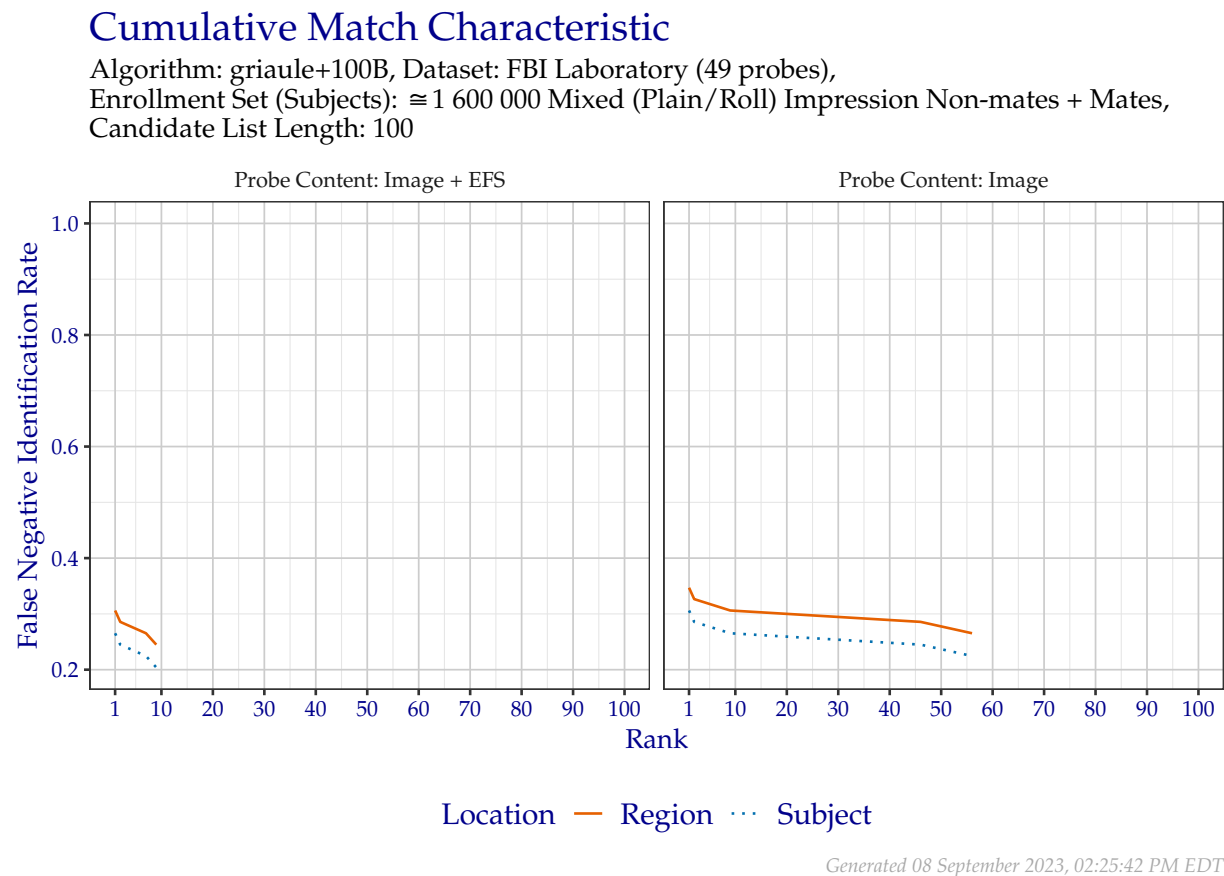 Cumulative Match Characteristic
Algorithm: griaule+100B, Dataset: FBI Laboratory (49 probes),
Enrollment Set (Subjects): ≅1 600 000 Mixed (Plain/Roll) Impression Non-mates + Mates,
Candidate List Length: 100
Probe Content: Image + EFS
Probe Content: Image
False Negative Identification Rate
1.0
0.8
0.6
0.4
0.2
1 10 20 30 40 50 60 70 80 90 100
1 10 20 30 40 50 60 70 80 90 100
Rank
Location Region Subject
Generated 08 September 2023, 02:25:42 PM EDT